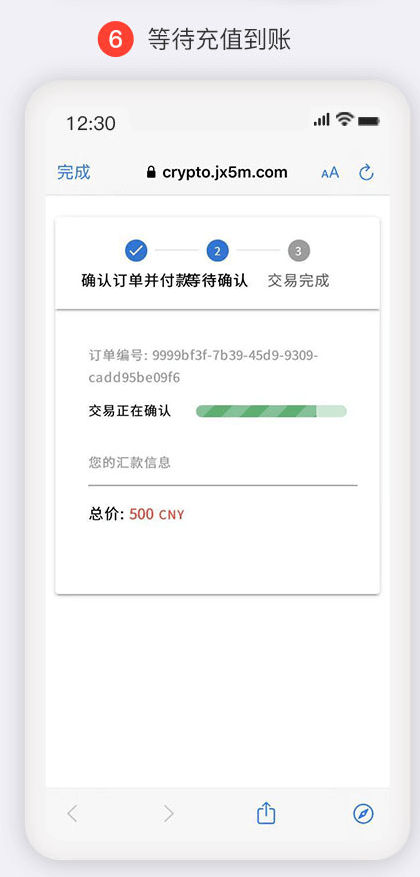 6 等待充值到账
12:30
完成 crypto.jx5m.com AA
2 3
确认订单并付款 等待确认 交易完成
订单编号: 9999bf3f-7b39-45d9-9309-
cadd95be09f6
交易正在确认
您的汇款信息
总价: 500 CNY